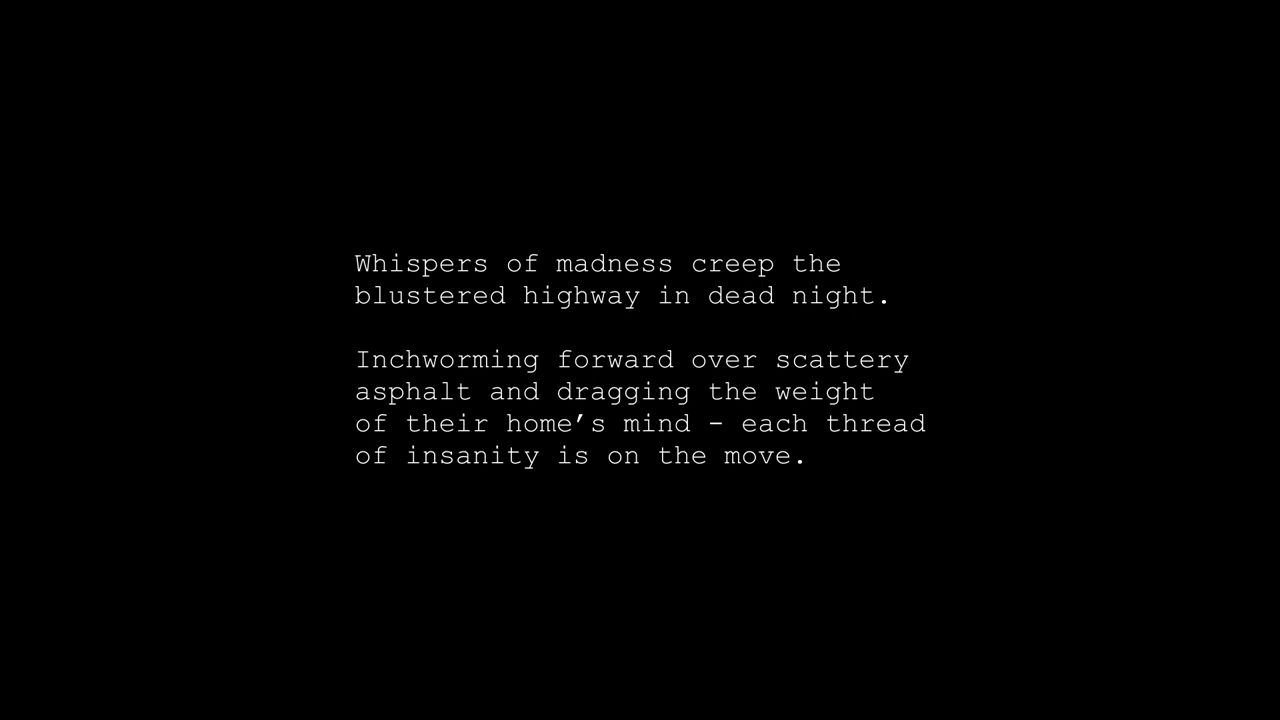 Whispers of madness creep the
blustered highway in dead night.
Inchworming forward over scattery
asphalt and dragging the weight
of their home’s mind – each thread
of insanity is on the move.